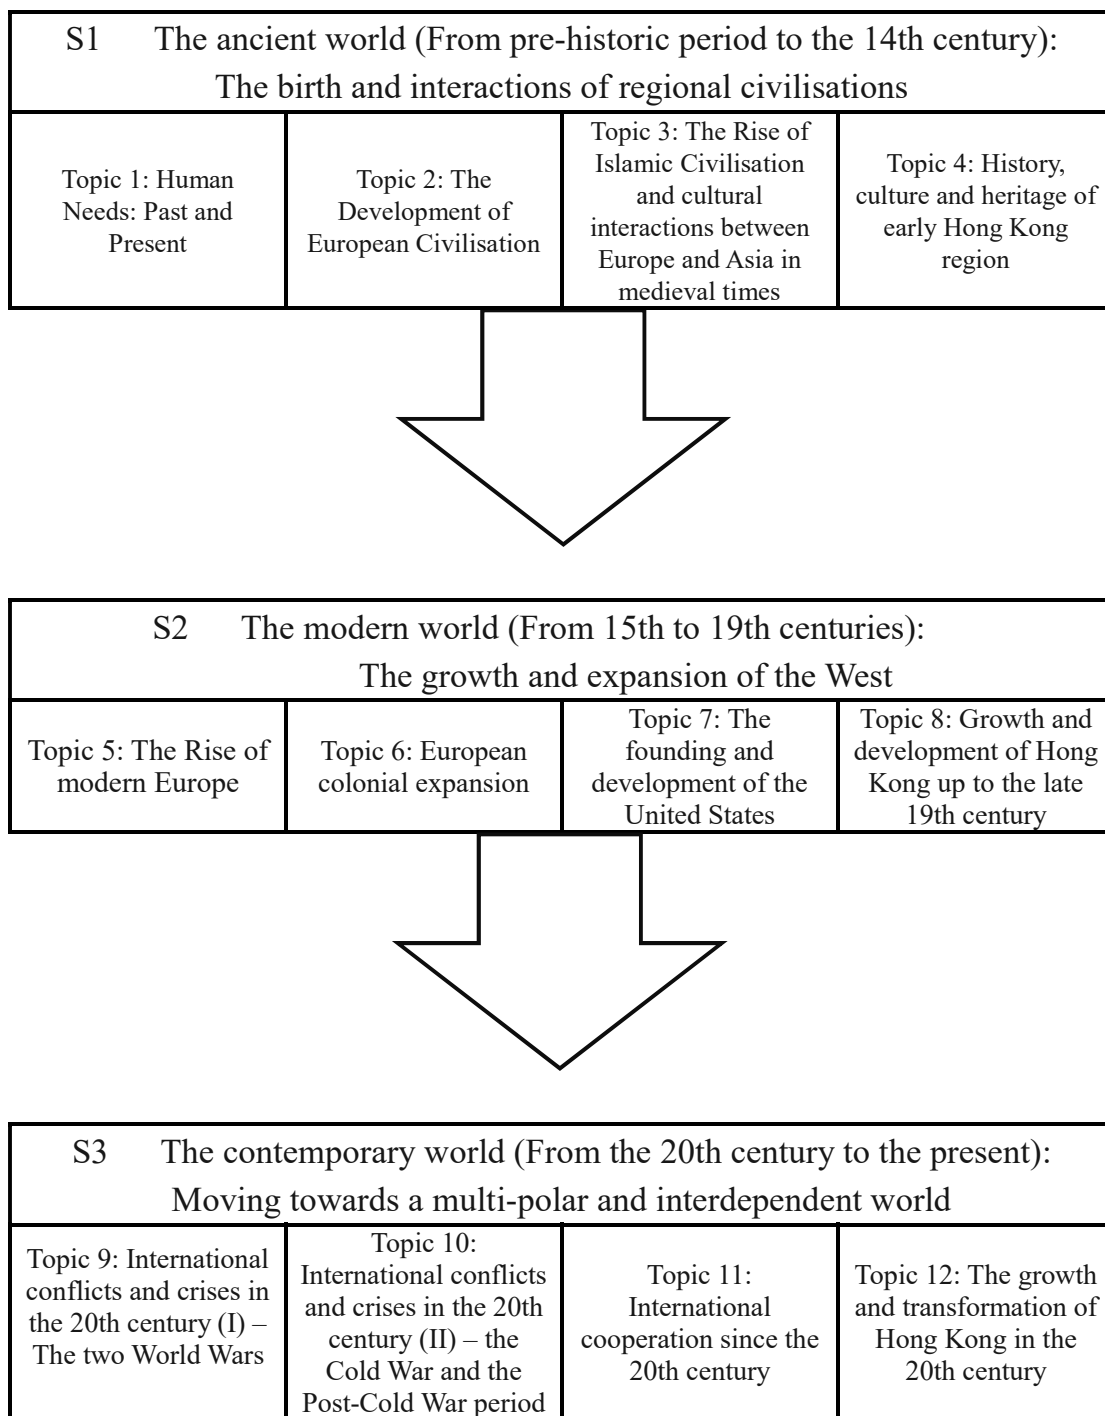 S1 The ancient world (From pre-historic period to the 14th century):
The birth and interactions of regional civilisations
Topic 1: Human
Needs: Past and
Present
Topic 2: The
Development of
European Civilisation
Topic 3: The Rise of
Islamic Civilisation
and cultural
interactions between
Europe and Asia in
medieval times
Topic 4: History,
culture and heritage of
early Hong Kong
region
S2 The modern world (From 15th to 19th centuries):
The growth and expansion of the West
Topic 5: The Rise of
modern Europe
Topic 6: European
colonial expansion
Topic 7: The
founding and
development of the
United States
Topic 8: Growth and
development of Hong
Kong up to the late
19th century
S3 The contemporary world (From the 20th century to the present):
Moving towards a multi-polar and interdependent world
Topic 9: International
conflicts and crises in
the 20th century (I) –
The two World Wars
Topic 10:
International conflicts
and crises in the 20th
century (II) – the
Cold War and the
Post-Cold War period
Topic 11:
International
cooperation since the
20th century
Topic 12: The growth
and transformation of
Hong Kong in the
20th century